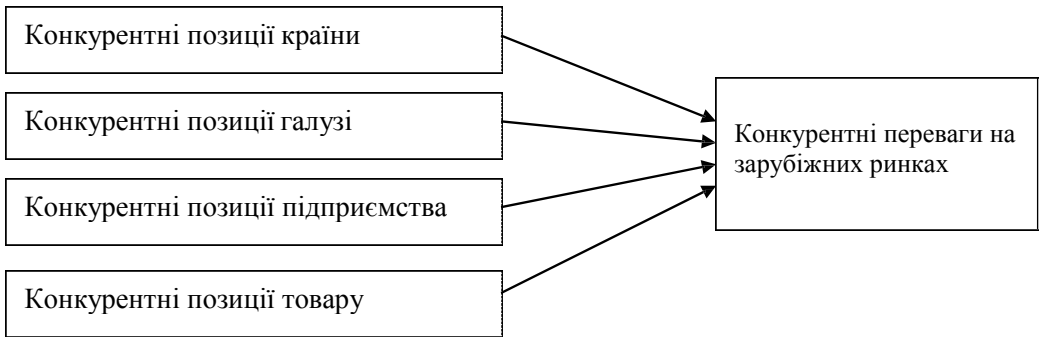 Конкурентні позиції країни
Конкурентні позиції галузі
Конкурентні позиції підприємства
Конкурентні позиції товару
Конкурентні переваги на
зарубіжних ринках